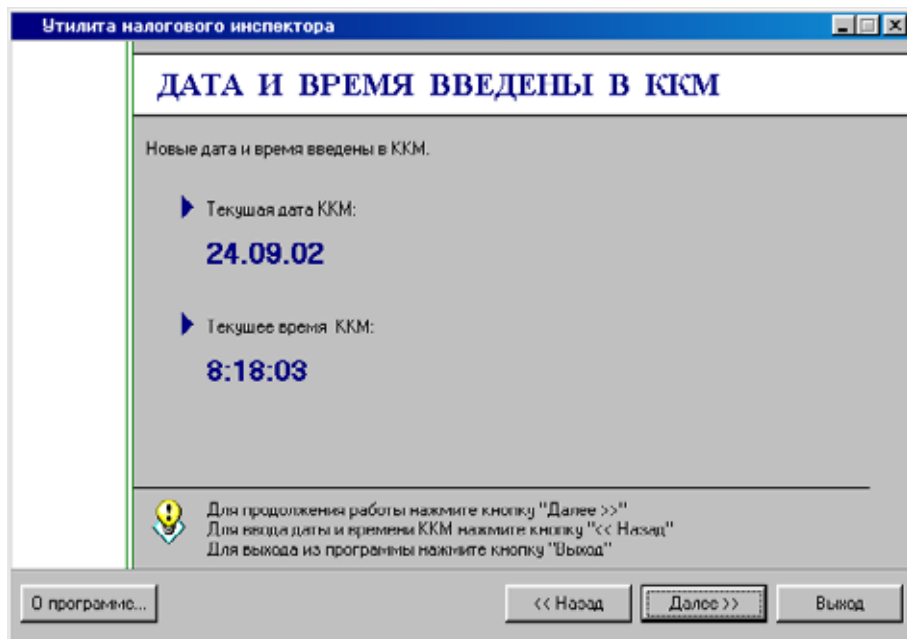 Утилита налогового инспектора
ДАТА И ВРЕМЯ ВВЕДЕНЫ В ККМ
Новые дата и время введены в ККМ.
Текущая дата ККМ:
24.09.02
Текущее время ККМ:
8:18:03
Для продолжения работы нажмите кнопку "Далее >>"
Для ввода даты и времени ККМ нажмите кнопку "<< Назад"
Для выхода из программы нажмите кнопку "Выход"
О программе...
<< Назад
Далее >>
Выход